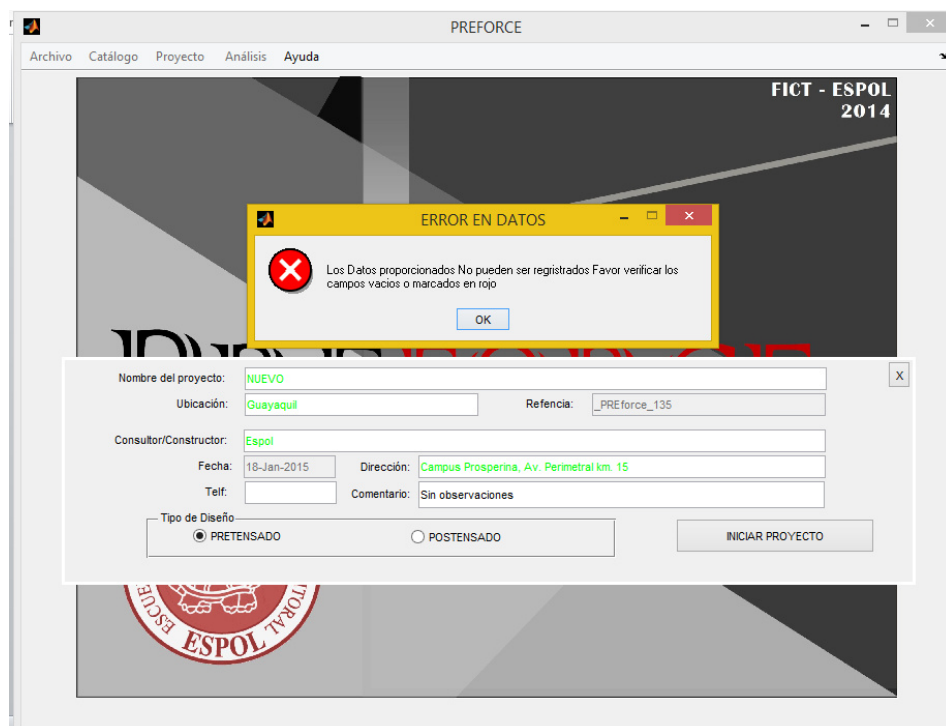 PREFORCE
Archivo Catálogo Proyecto Análisis Ayuda
FICT - ESPOL
2014
ERROR EN DATOS
Los Datos proporcionados No pueden ser regristrados Favor verificar los
campos vacios o marcados en rojo
OK
Nombre del proyecto: NUEVO
X
Ubicación: Guayaquil Refencia: _PREforce_135
Consultor/Constructor: Espol
Fecha: 18-Jan-2015 Dirección: Campus Prosperina, Av. Perimetral km. 15
Telf: Comentario: Sin observaciones
Tipo de Diseño
PRETENSADO POSTENSADO INICIAR PROYECTO
ESPOL